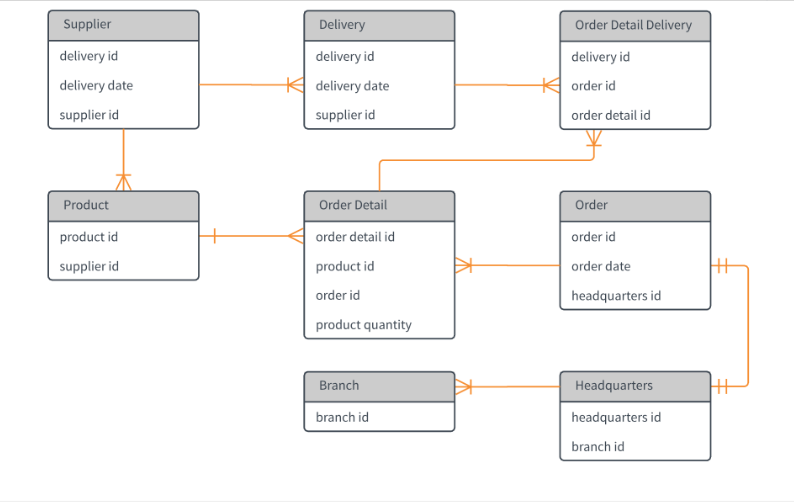 Supplier
delivery id
delivery date
supplier id
Delivery
delivery id
delivery date
supplier id
Order Detail Delivery
delivery id
order id
order detail id
Product
product id
supplier id
Order Detail
order detail id
product id
order id
product quantity
Order
order id
order date
headquarters id
Branch
branch id
Headquarters
headquarters id
branch id